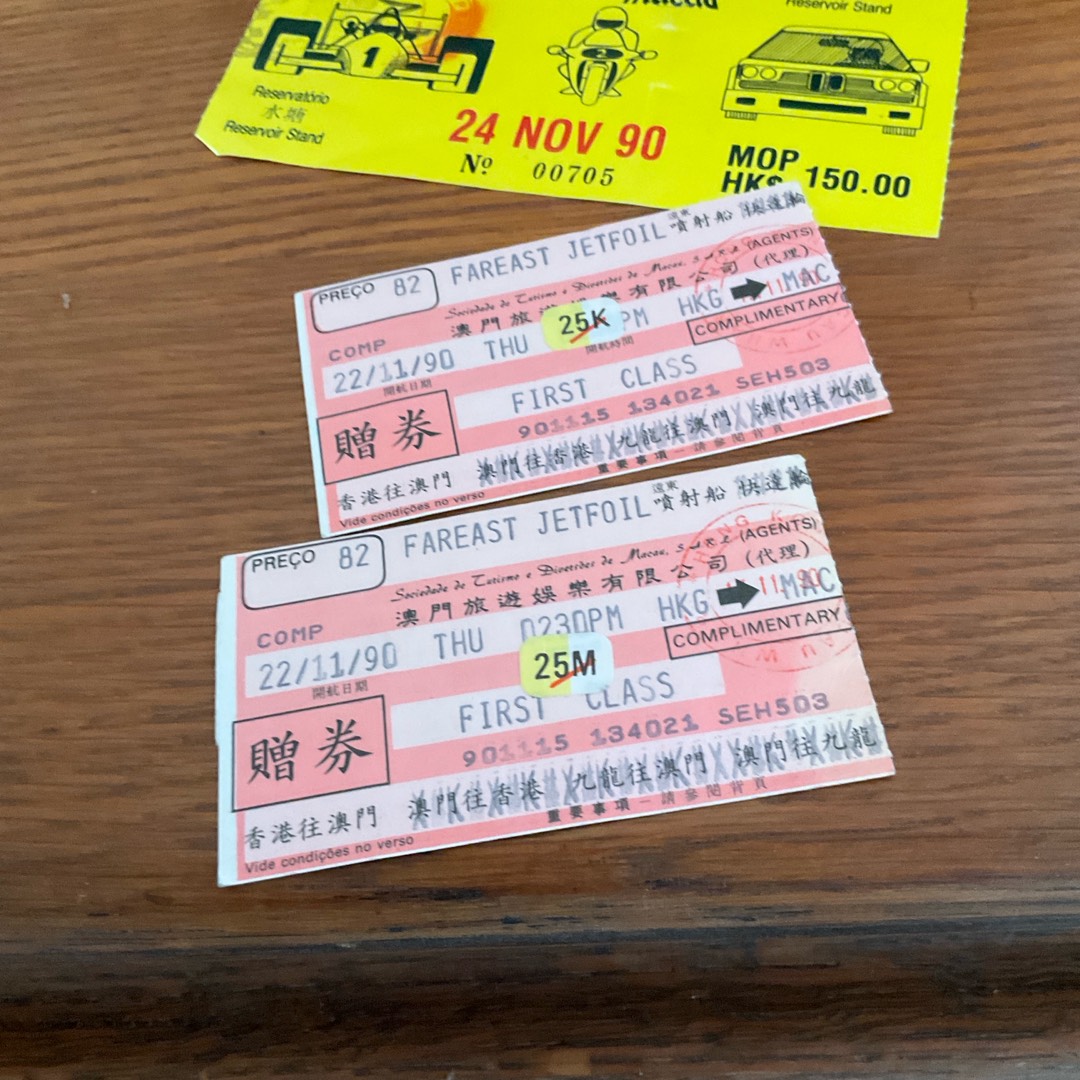 Reservoir Stand
1
2
Reservatório
水塘
Reservoir Stand
24 NOV 90
Nº 00705
MOP
HK$ 150.00
PREÇO 82
FAREAST JETFOIL 遠東 噴射船
Sociedade de Turismo e Diversões de Macau, S.A.R.L. (AGENTS)
澳門旅遊娛樂有限公司 (代理)
COMP
22/11/90 THU PM HKG MAC
25K
開航日期 開航時間
COMPLIMENTARY
FIRST CLASS
贈券
901115 134021 SEH503
香港往澳門 澳門往香港 九龍往澳門 澳門往九龍
重要事項－請參閱背頁
Vide condições no verso
PREÇO 82
FAREAST JETFOIL 遠東 噴射船 快達輪
Sociedade de Turismo e Diversões de Macau, S.A.R.L. (AGENTS)
澳門旅遊娛樂有限公司 (代理)
COMP
22/11/90 THU 0230PM HKG MAC
25M
開航日期
COMPLIMENTARY
FIRST CLASS
贈券
901115 134021 SEH503
香港往澳門 澳門往香港 九龍往澳門 澳門往九龍
重要事項－請參閱背頁
Vide condições no verso